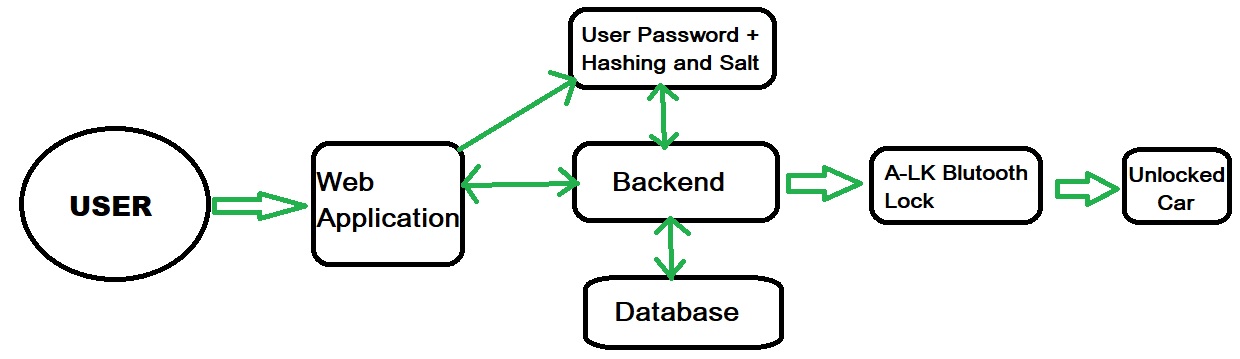 User Password +
Hashing and Salt
USER
Web
Application
Backend
A-LK Blutooth
Lock
Unlocked
Car
Database